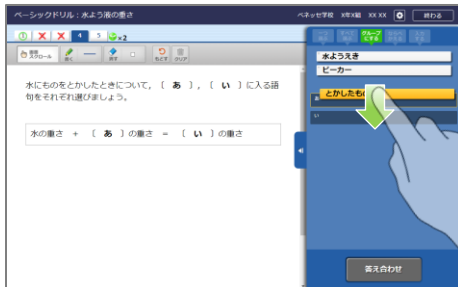 ベーシックドリル：水よう液の重さ
ベネッセ学校 X年X組 XX XX
終わる
① X X 4 5 ×2
スクロール
もどす
クリア
水にものをとかしたときについて，〔 あ 〕，〔 い 〕に入る語
句をそれぞれ選びましょう。
水の重さ ＋ 〔 あ 〕の重さ ＝ 〔 い 〕の重さ
グループ
にする
水ようえき
ビーカー
とかしたもの
あ
い
答え合わせ